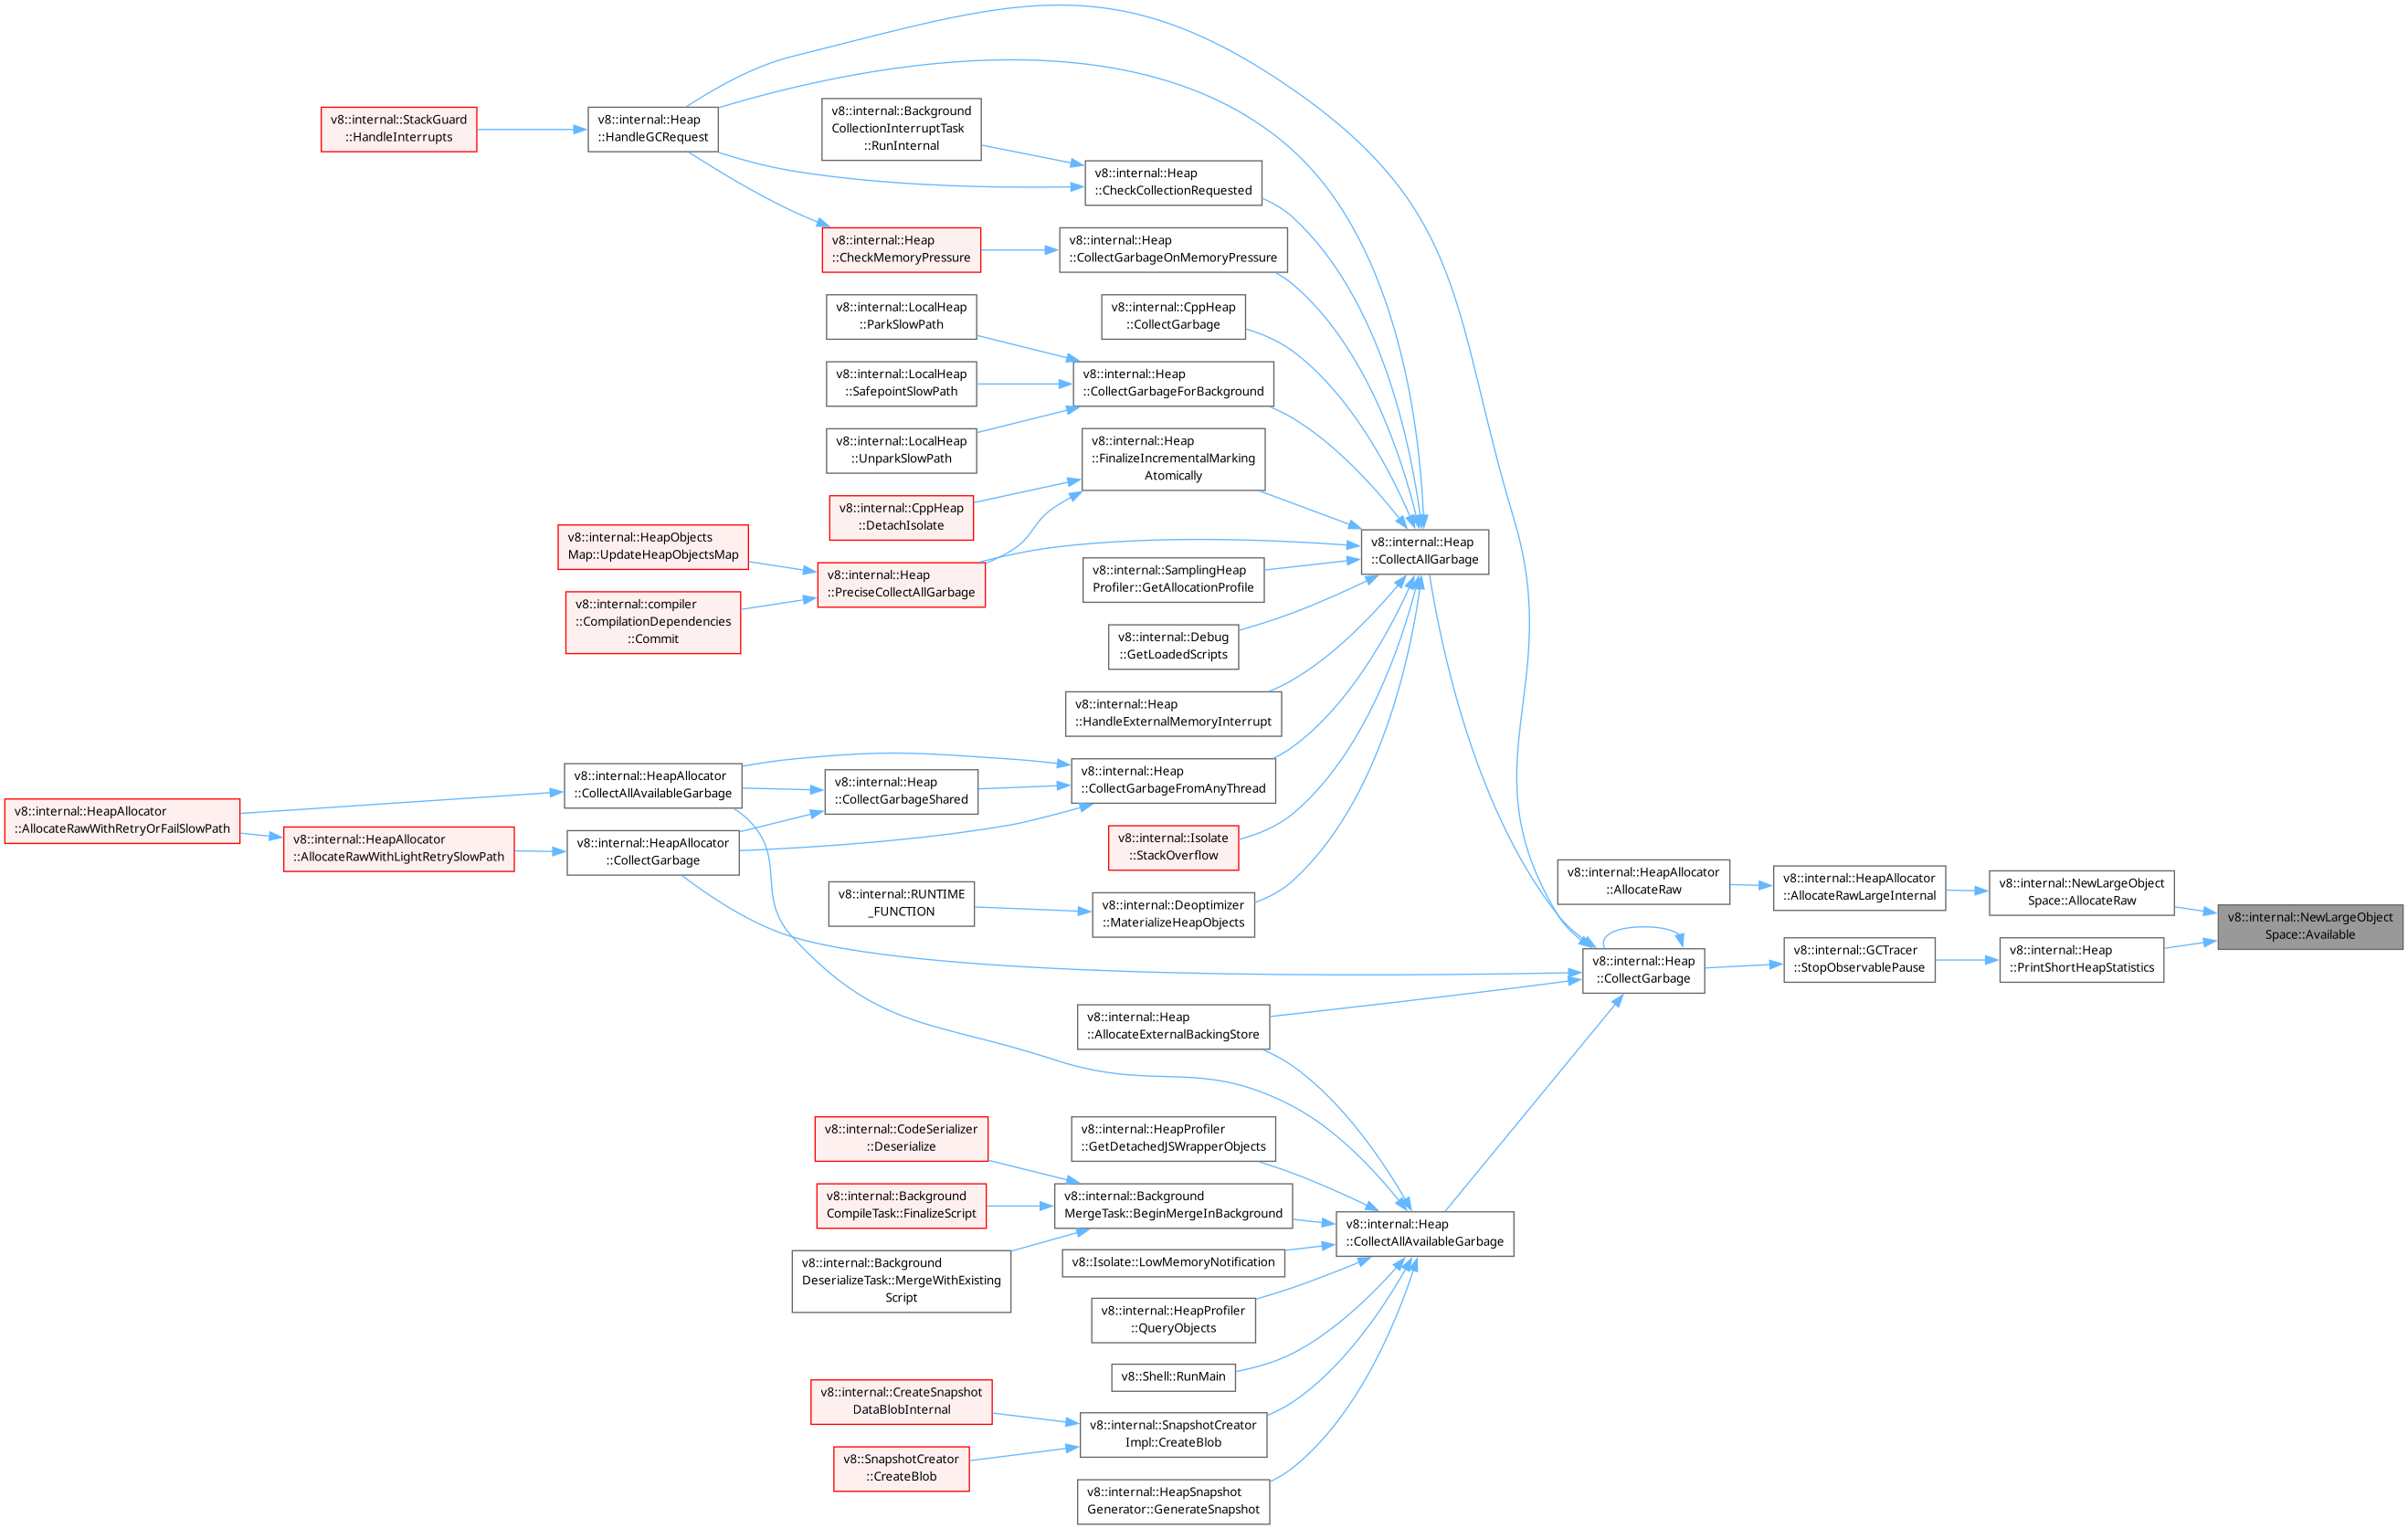 v8::internal::StackGuard
::HandleInterrupts
v8::internal::Heap
::HandleGCRequest
v8::internal::Background
CollectionInterruptTask
::RunInternal
v8::internal::Heap
::CheckCollectionRequested
v8::internal::Heap
::CheckMemoryPressure
v8::internal::Heap
::CollectGarbageOnMemoryPressure
v8::internal::LocalHeap
::ParkSlowPath
v8::internal::CppHeap
::CollectGarbage
v8::internal::LocalHeap
::SafepointSlowPath
v8::internal::Heap
::CollectGarbageForBackground
v8::internal::LocalHeap
::UnparkSlowPath
v8::internal::Heap
::FinalizeIncrementalMarking
Atomically
v8::internal::CppHeap
::DetachIsolate
v8::internal::HeapObjects
Map::UpdateHeapObjectsMap
v8::internal::Heap
::CollectAllGarbage
v8::internal::Heap
::PreciseCollectAllGarbage
v8::internal::SamplingHeap
Profiler::GetAllocationProfile
v8::internal::compiler
::CompilationDependencies
::Commit
v8::internal::Debug
::GetLoadedScripts
v8::internal::Heap
::HandleExternalMemoryInterrupt
v8::internal::HeapAllocator
::CollectAllAvailableGarbage
v8::internal::Heap
::CollectGarbageShared
v8::internal::Heap
::CollectGarbageFromAnyThread
v8::internal::HeapAllocator
::AllocateRawWithRetryOrFailSlowPath
v8::internal::HeapAllocator
::AllocateRawWithLightRetrySlowPath
v8::internal::HeapAllocator
::CollectGarbage
v8::internal::Isolate
::StackOverflow
v8::internal::RUNTIME
_FUNCTION
v8::internal::Deoptimizer
::MaterializeHeapObjects
v8::internal::HeapAllocator
::AllocateRaw
v8::internal::HeapAllocator
::AllocateRawLargeInternal
v8::internal::NewLargeObject
Space::AllocateRaw
v8::internal::NewLargeObject
Space::Available
v8::internal::Heap
::CollectGarbage
v8::internal::GCTracer
::StopObservablePause
v8::internal::Heap
::PrintShortHeapStatistics
v8::internal::Heap
::AllocateExternalBackingStore
v8::internal::CodeSerializer
::Deserialize
v8::internal::HeapProfiler
::GetDetachedJSWrapperObjects
v8::internal::Background
CompileTask::FinalizeScript
v8::internal::Background
MergeTask::BeginMergeInBackground
v8::internal::Heap
::CollectAllAvailableGarbage
v8::internal::Background
DeserializeTask::MergeWithExisting
Script
v8::Isolate::LowMemoryNotification
v8::internal::HeapProfiler
::QueryObjects
v8::Shell::RunMain
v8::internal::CreateSnapshot
DataBlobInternal
v8::internal::SnapshotCreator
Impl::CreateBlob
v8::SnapshotCreator
::CreateBlob
v8::internal::HeapSnapshot
Generator::GenerateSnapshot